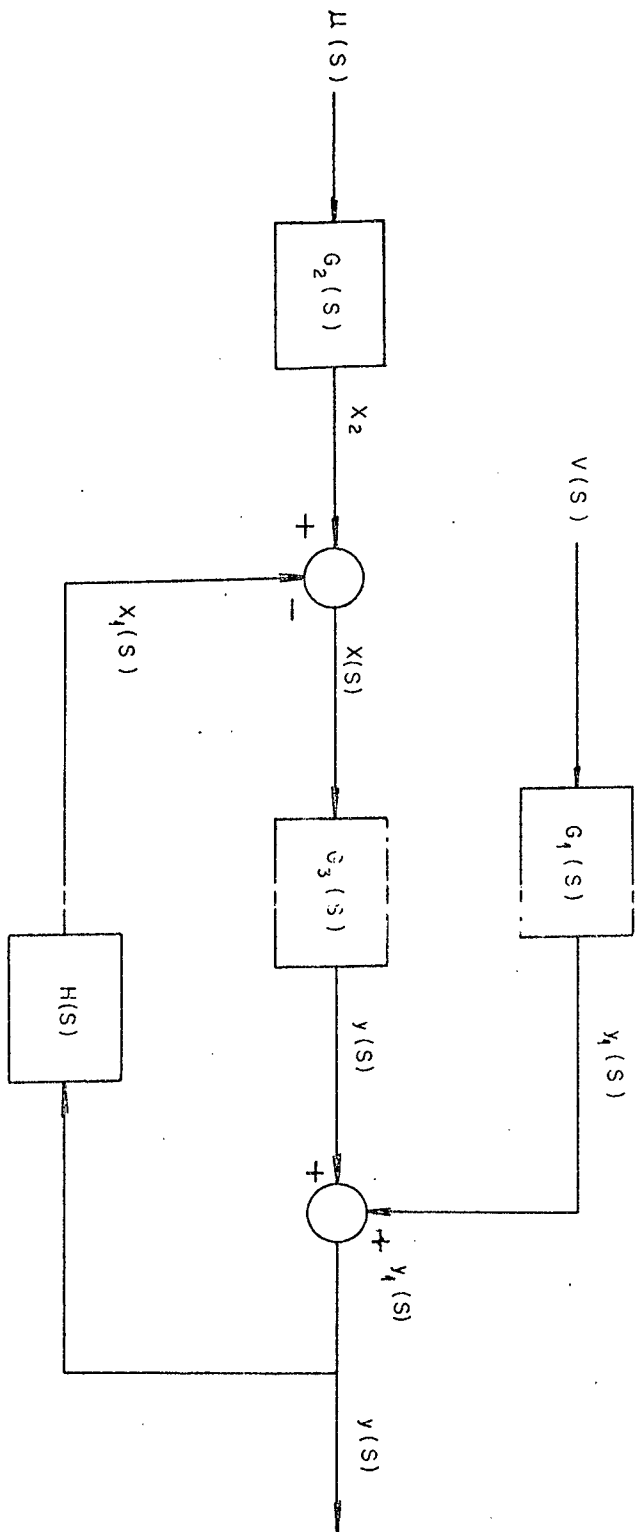 V(S)
G₁(S)
y₁(S)
μ(S)
G₂(S)
X₂
+
−
X(S)
G₃(S)
y(S)
+
+
y₁(S)
y(S)
X₁(S)
H(S)